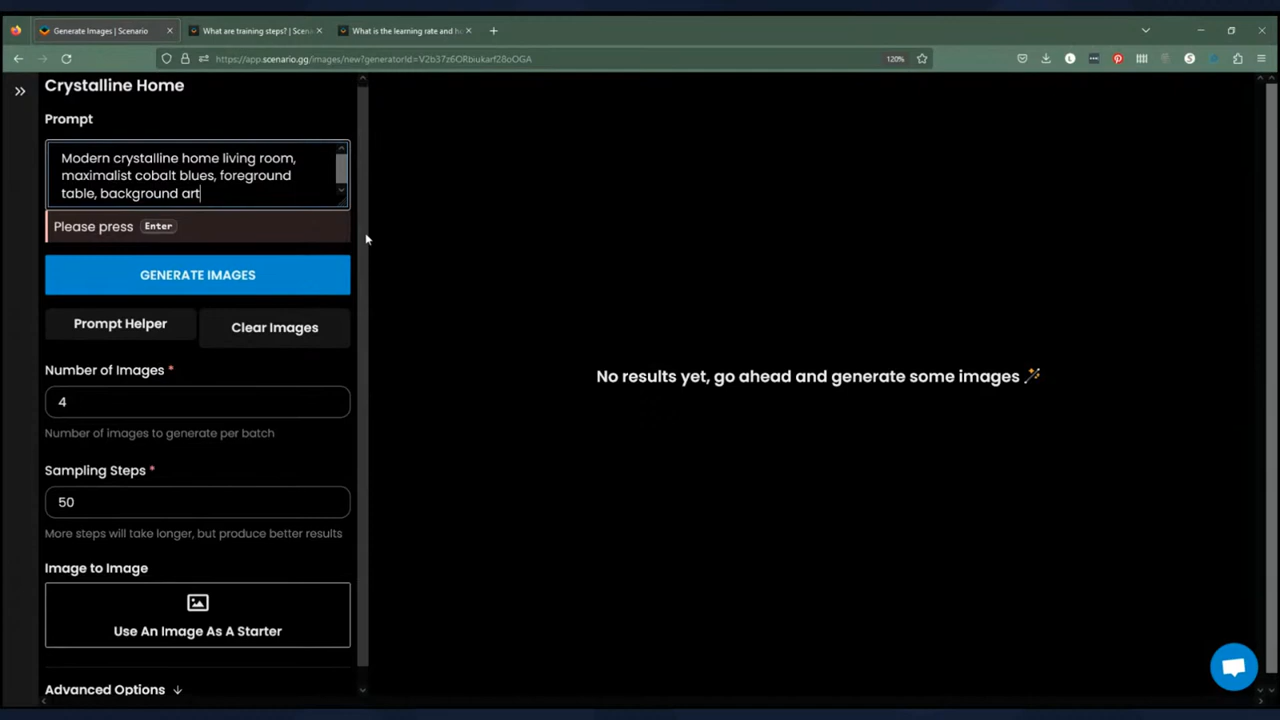 Generate Images | Scenario
What are training steps? | Scen
What is the learning rate and h
https://app.scenario.gg/images/new?generatorId=V2b37z6ORbiukarf28oOGA
120%
Crystalline Home
Prompt
Modern crystalline home living room,
maximalist cobalt blues, foreground
table, background art
Please press Enter
GENERATE IMAGES
Prompt Helper
Clear Images
Number of Images *
4
Number of images to generate per batch
Sampling Steps *
50
More steps will take longer, but produce better results
Image to Image
Use An Image As A Starter
Advanced Options
No results yet, go ahead and generate some images